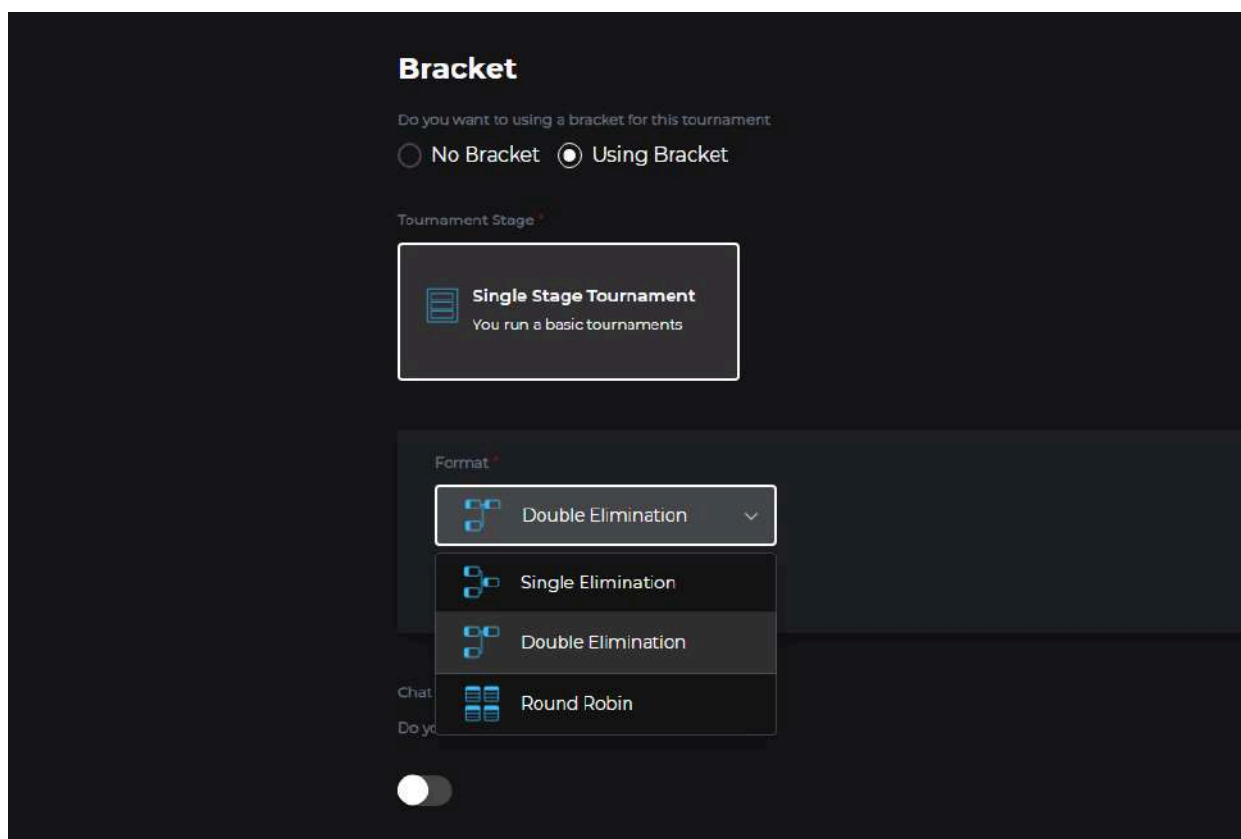 Bracket
Do you want to using a bracket for this tournament
No Bracket Using Bracket
Tournament Stage *
Single Stage Tournament
You run a basic tournaments
Format *
Double Elimination
Single Elimination
Double Elimination
Round Robin
Chat
Do